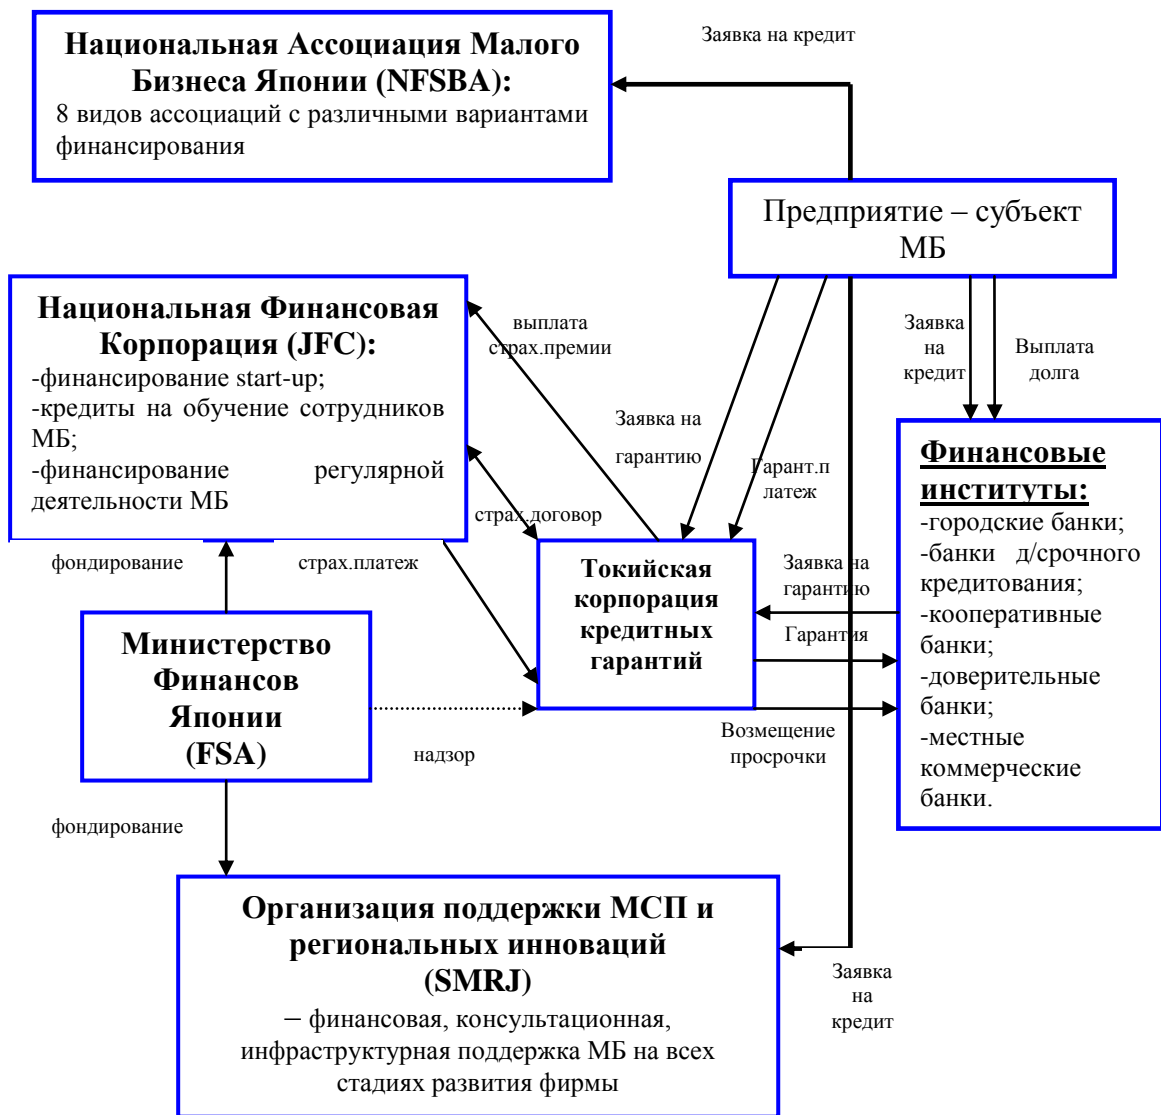 Заявка на кредит
Национальная Ассоциация Малого
Бизнеса Японии (NFSBA):
8 видов ассоциаций с различными вариантами
финансирования
Предприятие – субъект
МБ
Национальная Финансовая
Корпорация (JFC):
-финансирование start-up;
-кредиты на обучение сотрудников
МБ;
-финансирование регулярной
деятельности МБ
выплата
страх.премии
Заявка на
гарантию
Гарант.п
латеж
Заявка
на
кредит
Выплата
долга
страх.договор
фондирование
страх.платеж
Финансовые
институты:
-городские банки;
-банки д/срочного
кредитования;
-кооперативные
банки;
-доверительные
банки;
-местные
коммерческие
банки.
Токийская
корпорация
кредитных
гарантий
Заявка на
гарантию
Гарантия
Возмещение
просрочки
Министерство
Финансов
Японии
(FSA)
надзор
фондирование
Организация поддержки МСП и
региональных инноваций
(SMRJ)
– финансовая, консультационная,
инфраструктурная поддержка МБ на всех
стадиях развития фирмы
Заявка
на
кредит